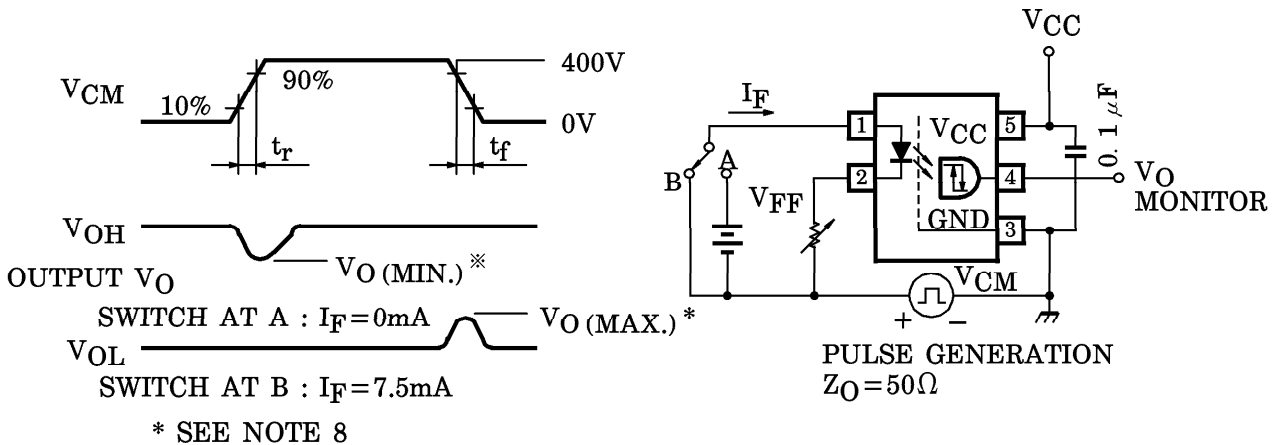 VCM
10%
90%
400V
0V
tr
tf
VOH
VO (MIN.) ※
OUTPUT VO
SWITCH AT A : IF=0mA
VO (MAX.) *
VOL
SWITCH AT B : IF=7.5mA
* SEE NOTE 8
VCC
IF
1
VCC
5
0. 1 μF
B
A
2
4
VO
MONITOR
VFF
GND
3
VCM
+
−
PULSE GENERATION
ZO=50Ω